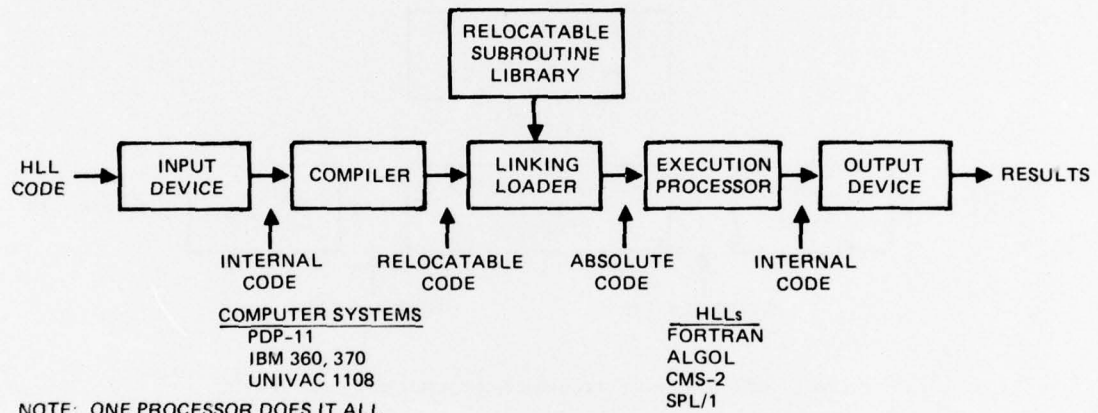 RELOCATABLE
SUBROUTINE
LIBRARY
HLL
CODE
INPUT
DEVICE
COMPILER
LINKING
LOADER
EXECUTION
PROCESSOR
OUTPUT
DEVICE
RESULTS
INTERNAL
CODE
RELOCATABLE
CODE
ABSOLUTE
CODE
INTERNAL
CODE
COMPUTER SYSTEMS
PDP-11
IBM 360, 370
UNIVAC 1108
HLLs
FORTRAN
ALGOL
CMS-2
SPL/1
NOTE: ONE PROCESSOR DOES IT ALL